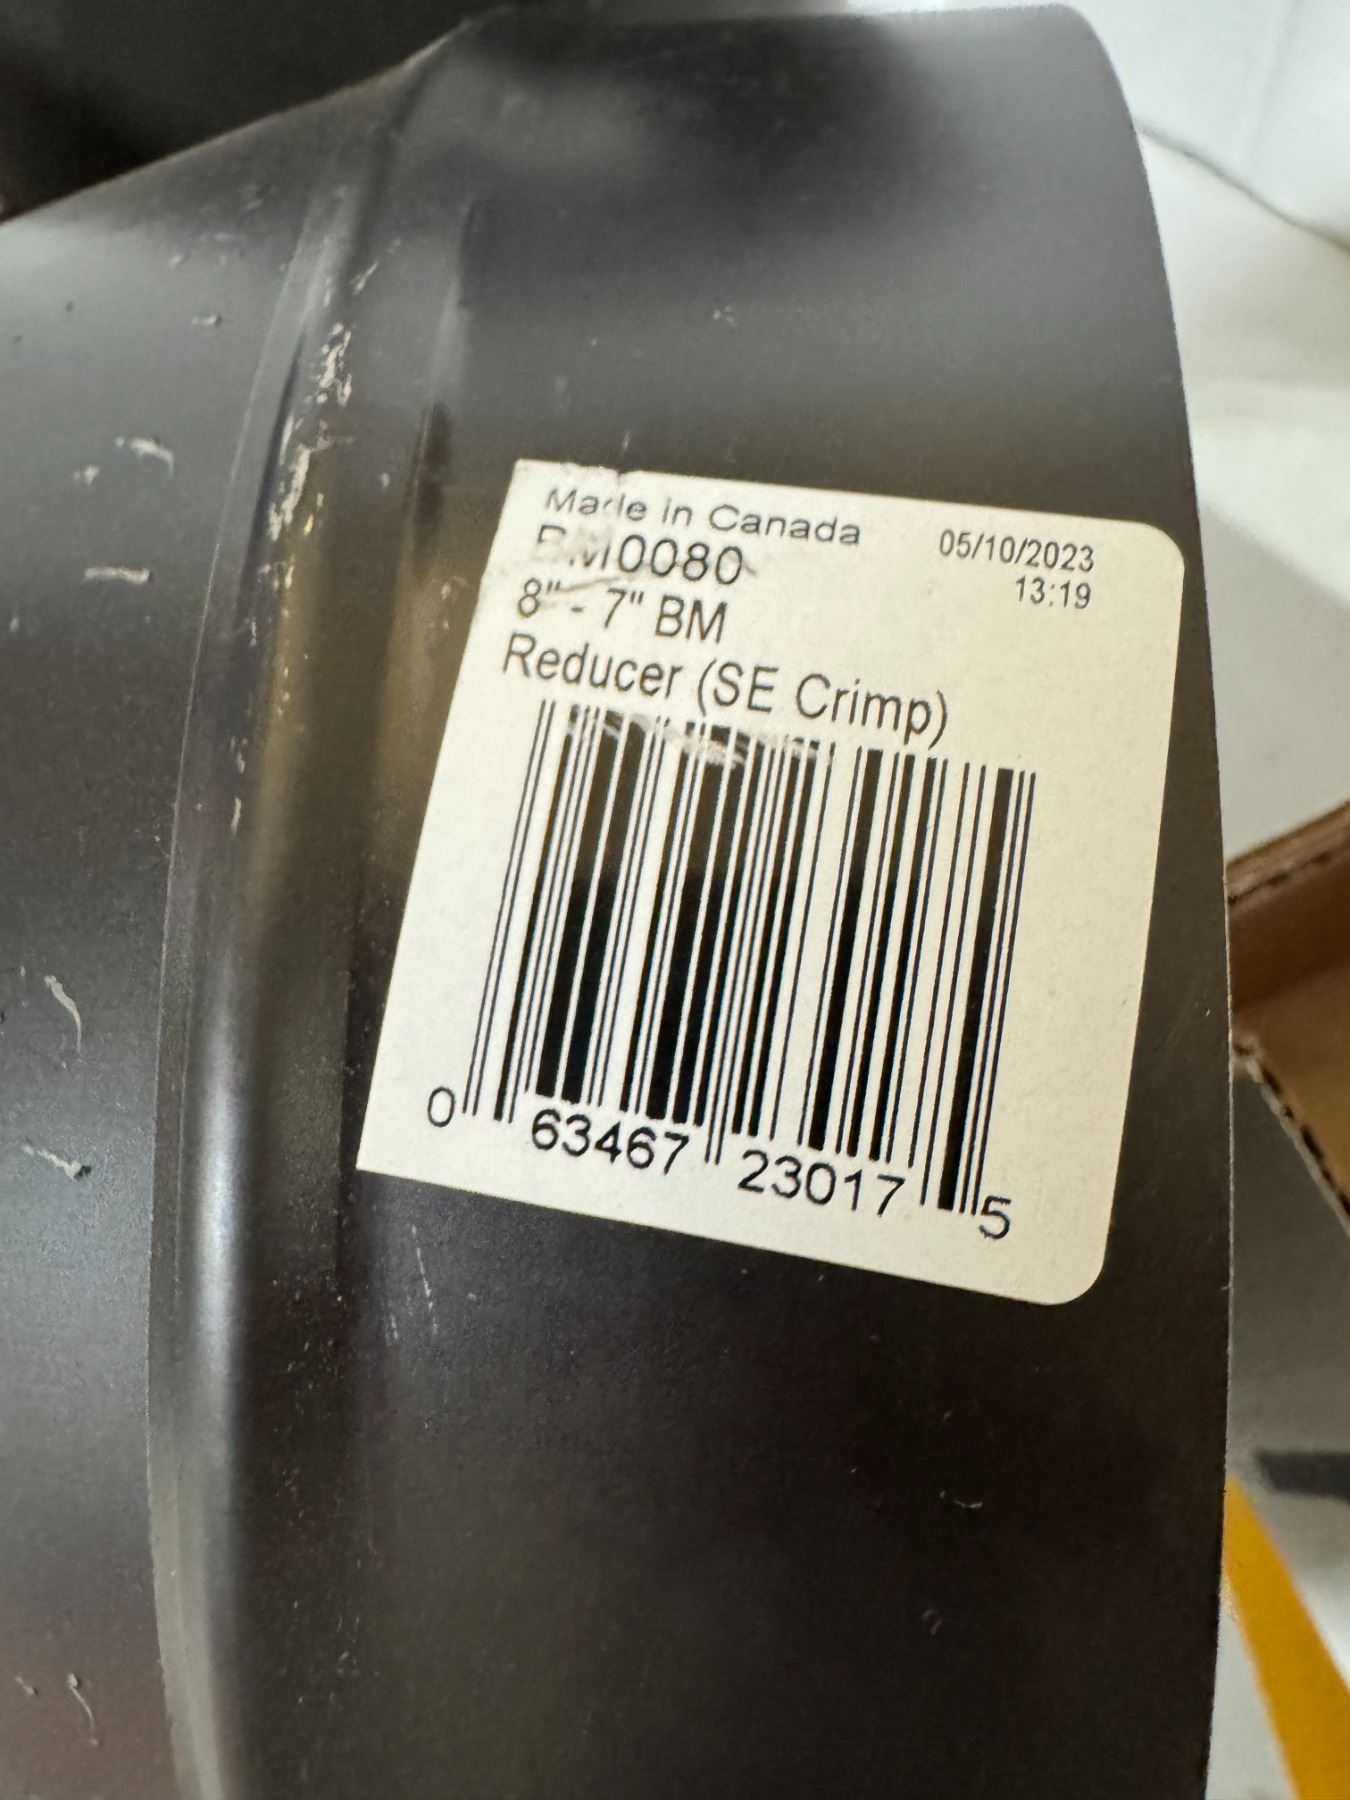 Made in Canada
05/10/2023
13:19
BM0080
8" - 7" BM
Reducer (SE Crimp)
0 63467 23017 5